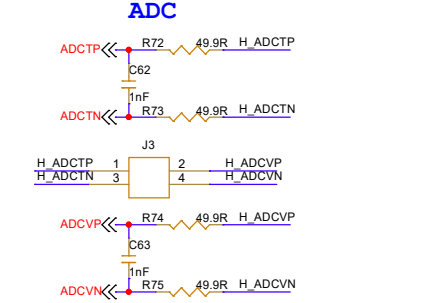 ADC
ADCTP R72 49.9R H_ADCTP
C62
1nF
ADCTN R73 49.9R H_ADCTN
J3
H_ADCTP 1 2 H_ADCVP
H_ADCTN 3 4 H_ADCVN
ADCVP R74 49.9R H_ADCVP
C63
1nF
ADCVN R75 49.9R H_ADCVN